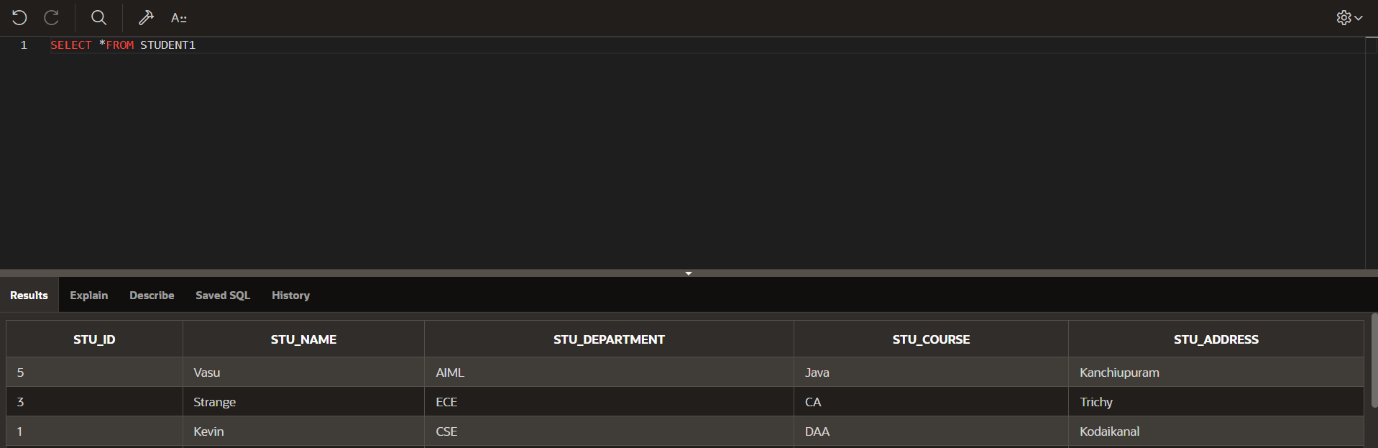 A::
1 SELECT *FROM STUDENT1
Results Explain Describe Saved SQL History
STU_ID STU_NAME STU_DEPARTMENT STU_COURSE STU_ADDRESS
5 Vasu AIML Java Kanchiupuram
3 Strange ECE CA Trichy
1 Kevin CSE DAA Kodaikanal